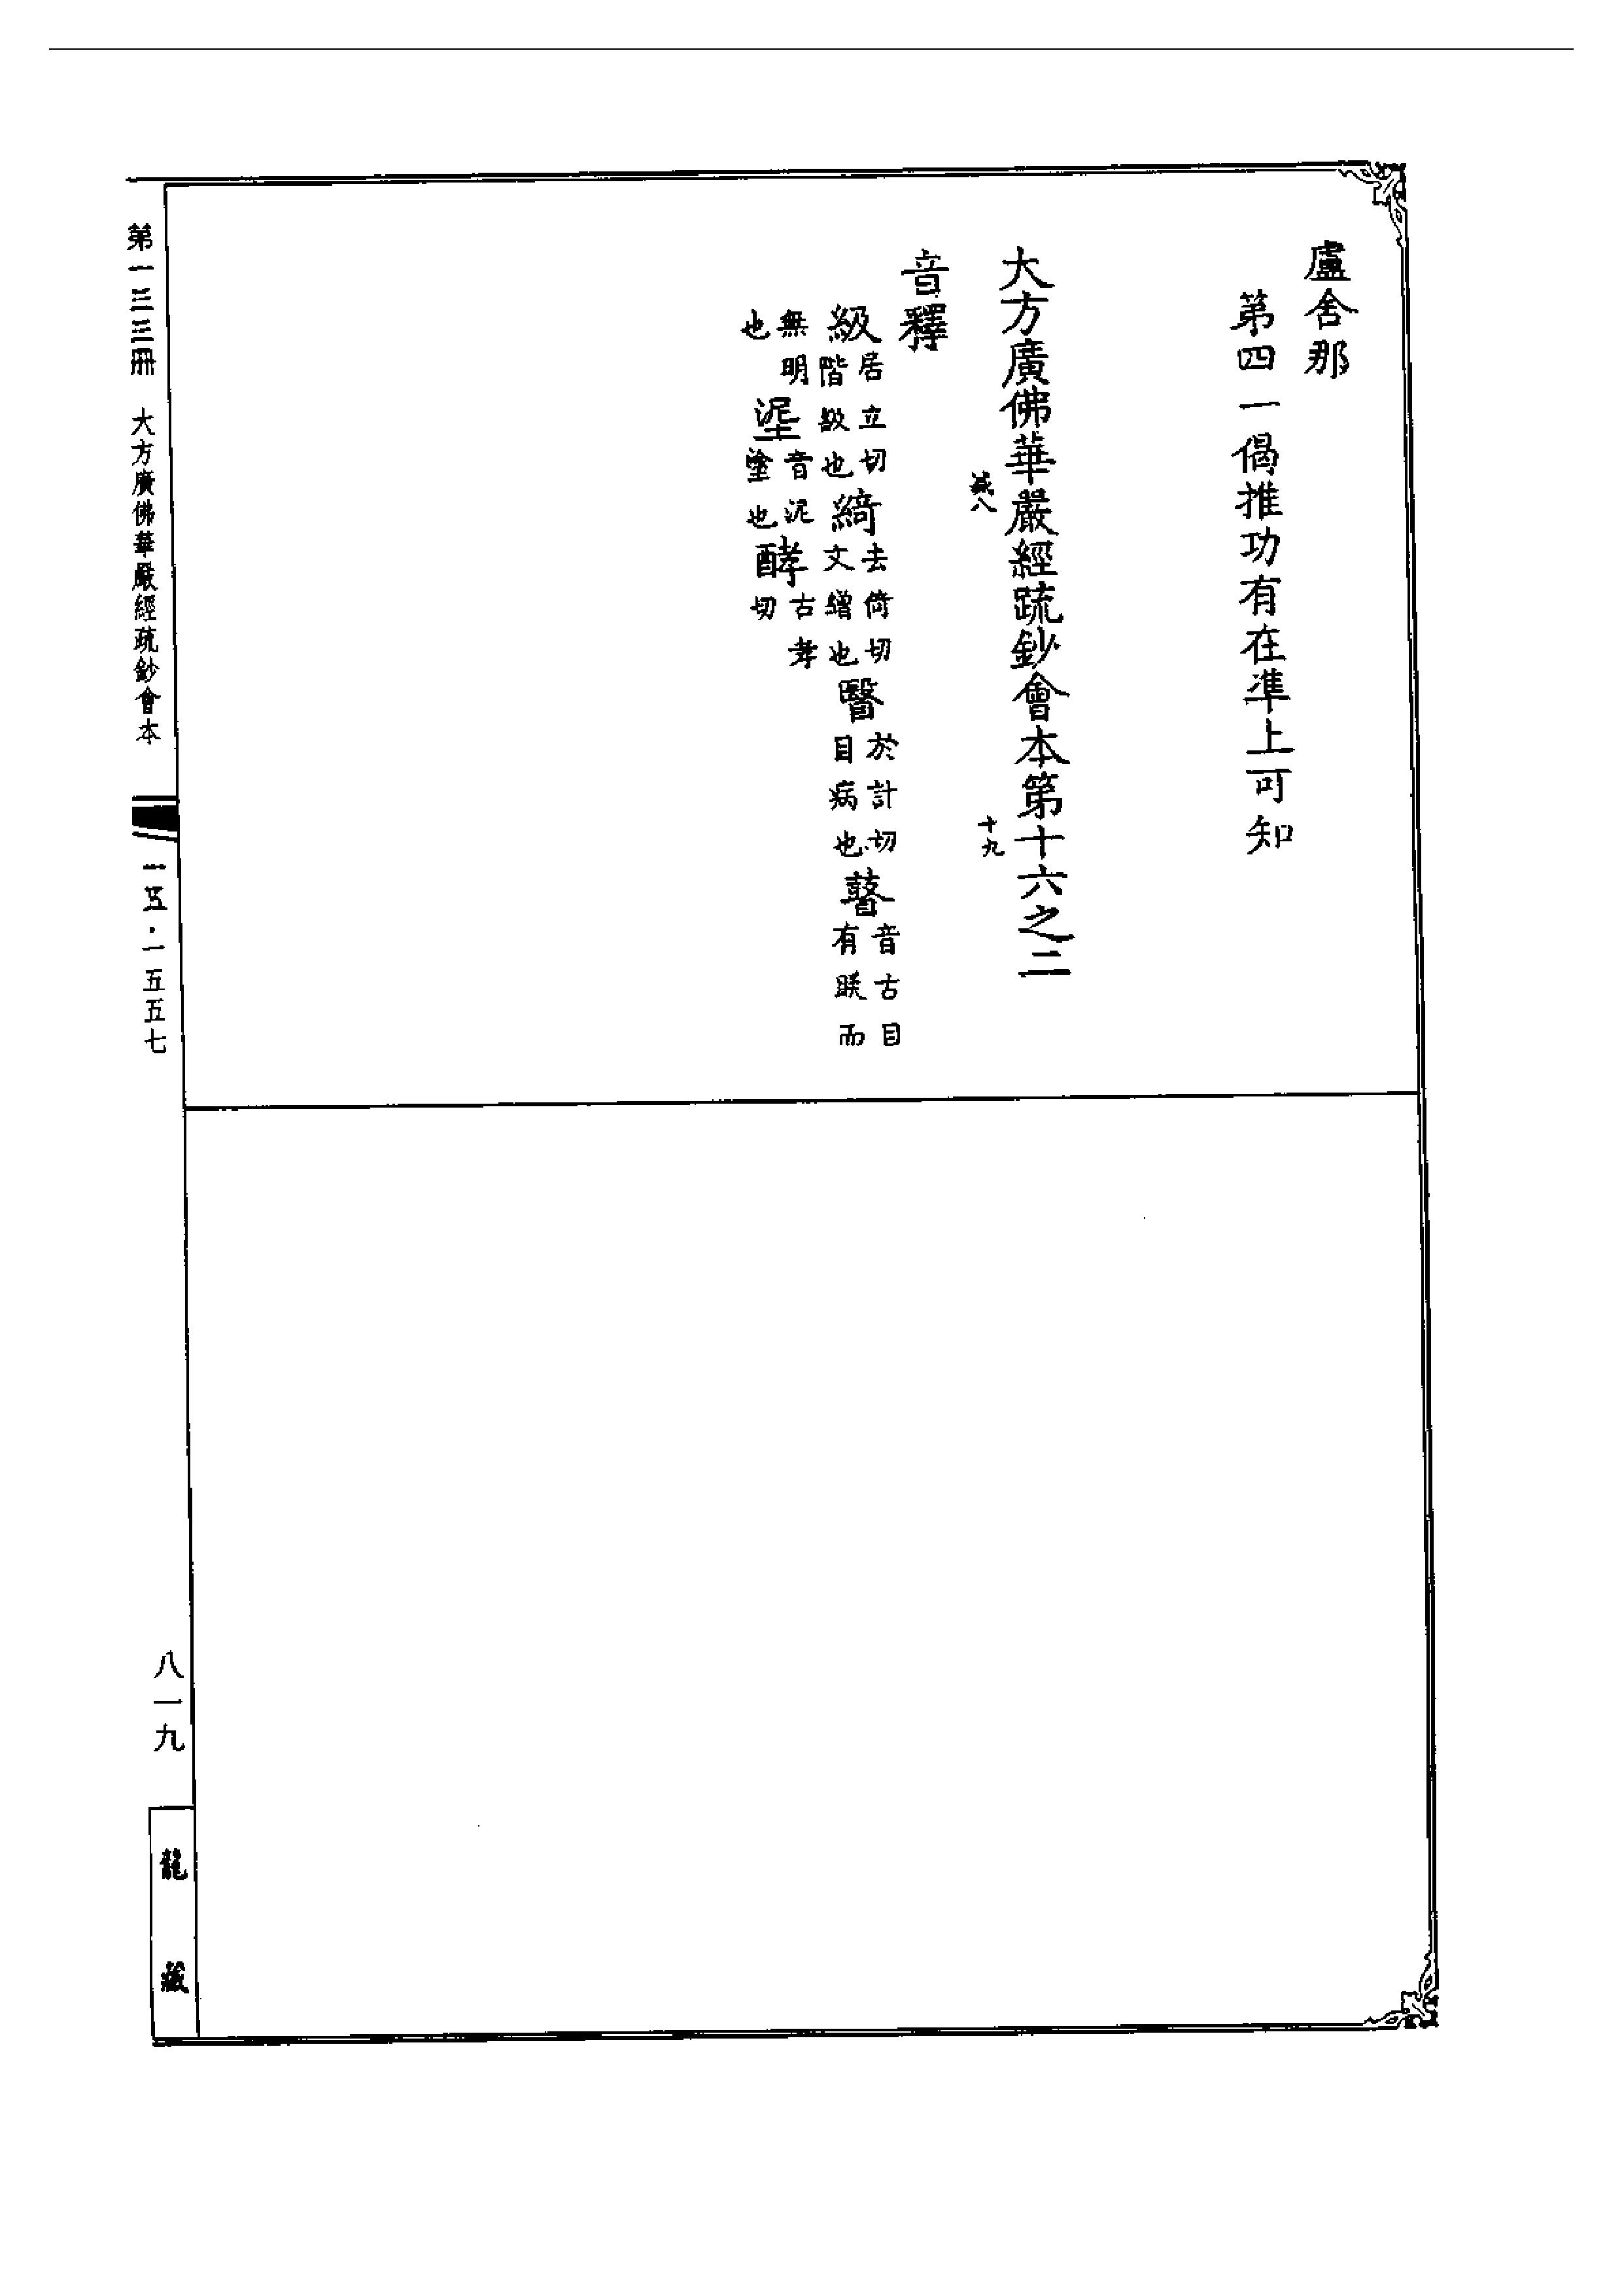 盧舍那
第四一偈推功有在準上可知
大方廣佛華嚴經疏鈔會本第十六之二
音釋
級居立切階級也綺去倚切文繒也瞖於計切目病也瞽音古目有眹而
無明也埿音泥塗也酵古孝切
十九
第一三三冊 大方廣佛華嚴經疏鈔會本
一五五·一五五七
八一九
龍藏